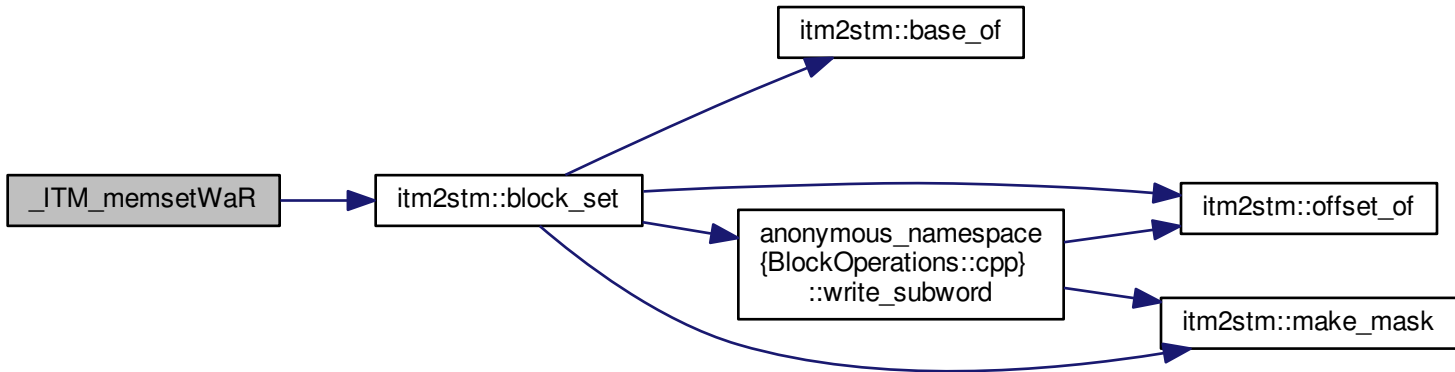 itm2stm::base_of
_ITM_memsetWaR
itm2stm::block_set
itm2stm::offset_of
anonymous_namespace
{BlockOperations::cpp}
::write_subword
itm2stm::make_mask